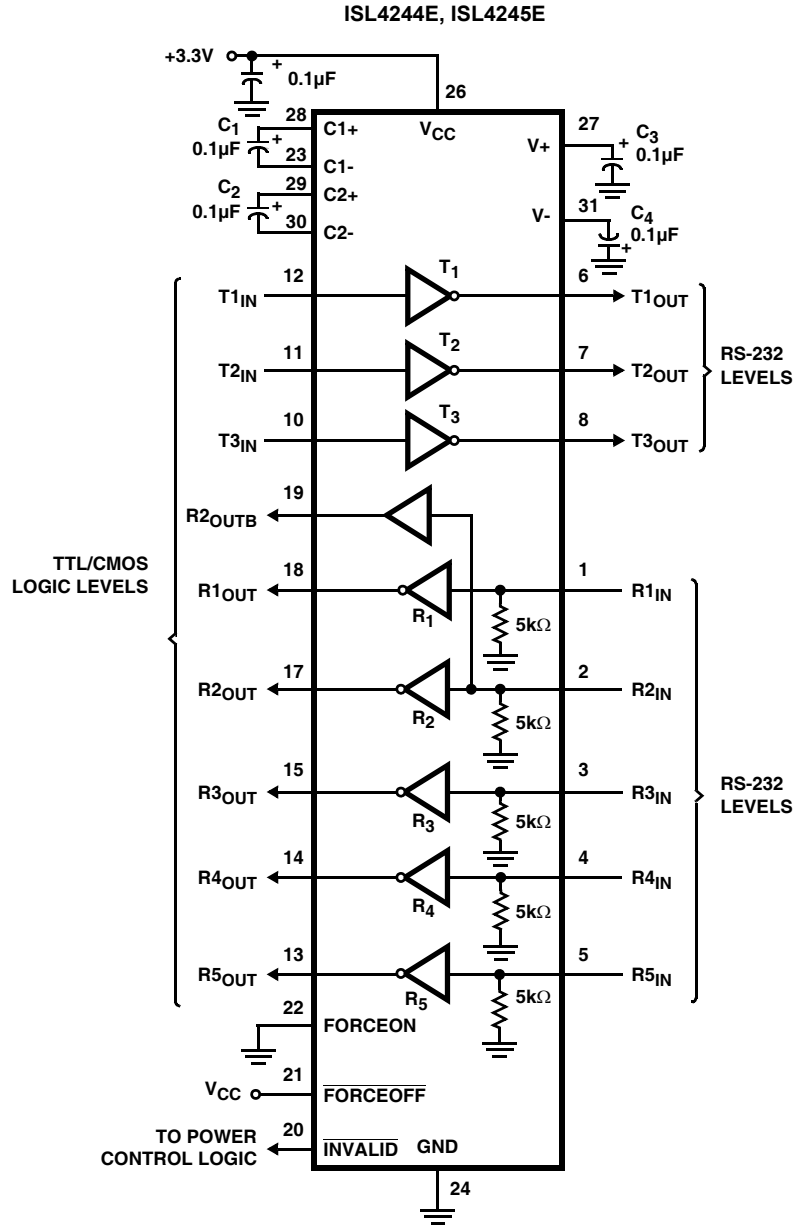 ISL4244E, ISL4245E
+3.3V
+
0.1µF
26
28
C1
0.1µF
+
C1+
VCC
27
V+
+
C3
0.1µF
23
C1-
29
C2
0.1µF
+
C2+
30
C2-
31
V-
C4
0.1µF
+
T1IN
12
T1
6
T1OUT
T2IN
11
T2
7
T2OUT
RS-232
LEVELS
T3IN
10
T3
8
T3OUT
R2OUTB
19
TTL/CMOS
LOGIC LEVELS
R1OUT
18
R1
5kΩ
1
R1IN
R2OUT
17
R2
5kΩ
2
R2IN
R3OUT
15
R3
5kΩ
3
R3IN
RS-232
LEVELS
R4OUT
14
R4
5kΩ
4
R4IN
R5OUT
13
R5
5kΩ
5
R5IN
22
FORCEON
VCC
21
FORCEOFF
TO POWER
CONTROL LOGIC
20
INVALID
GND
24